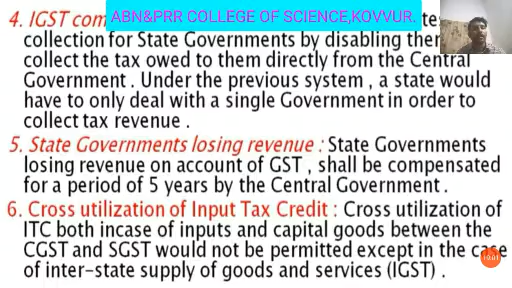 ABN&PRR COLLEGE OF SCIENCE,KOVVUR.
4. IGST com
collection for State Governments by disabling them
collect the tax owed to them directly from the Central
Government . Under the previous system , a state would
have to only deal with a single Government in order to
collect tax revenue .
5. State Governments losing revenue : State Governments
losing revenue on account of GST , shall be compensated
for a period of 5 years by the Central Government .
6. Cross utilization of Input Tax Credit : Cross utilization of
ITC both incase of inputs and capital goods between the
CGST and SGST would not be permitted except in the case
of inter-state supply of goods and services (IGST) .
10:01